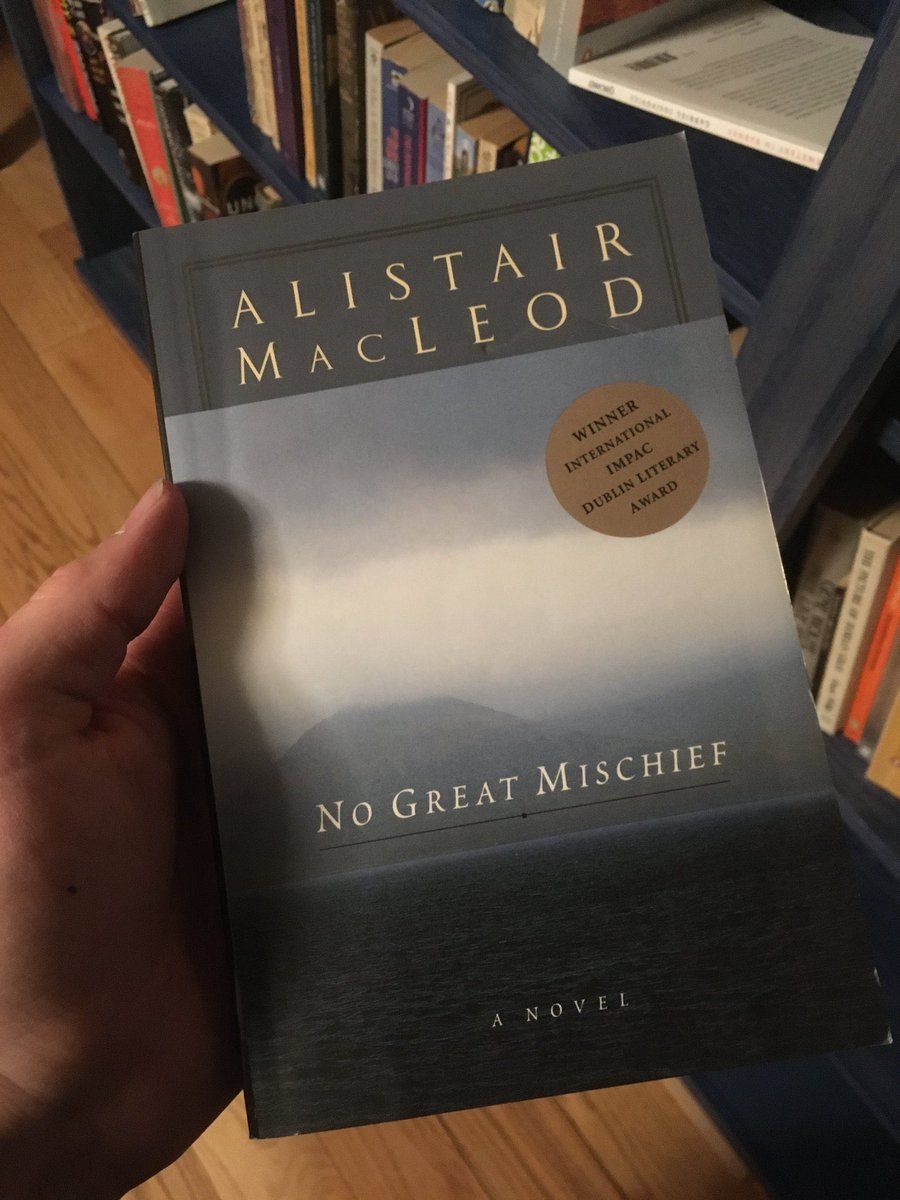 ALISTAIR
MACLEOD
WINNER
INTERNATIONAL
IMPAC
DUBLIN LITERARY
AWARD
NO GREAT MISCHIEF
A NOVEL